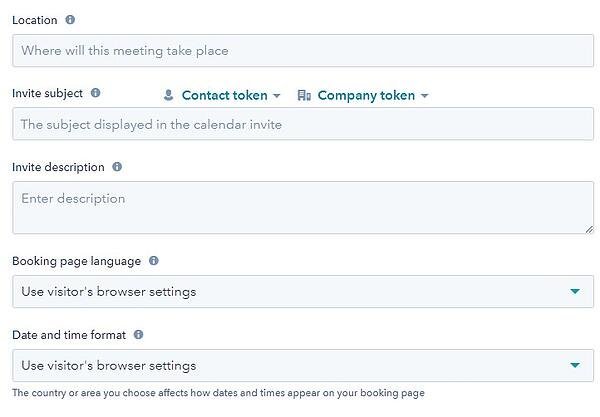 Location
Where will this meeting take place
Invite subject Contact token Company token
The subject displayed in the calendar invite
Invite description
Enter description
Booking page language
Use visitor's browser settings
Date and time format
Use visitor's browser settings
The country or area you choose affects how dates and times appear on your booking page